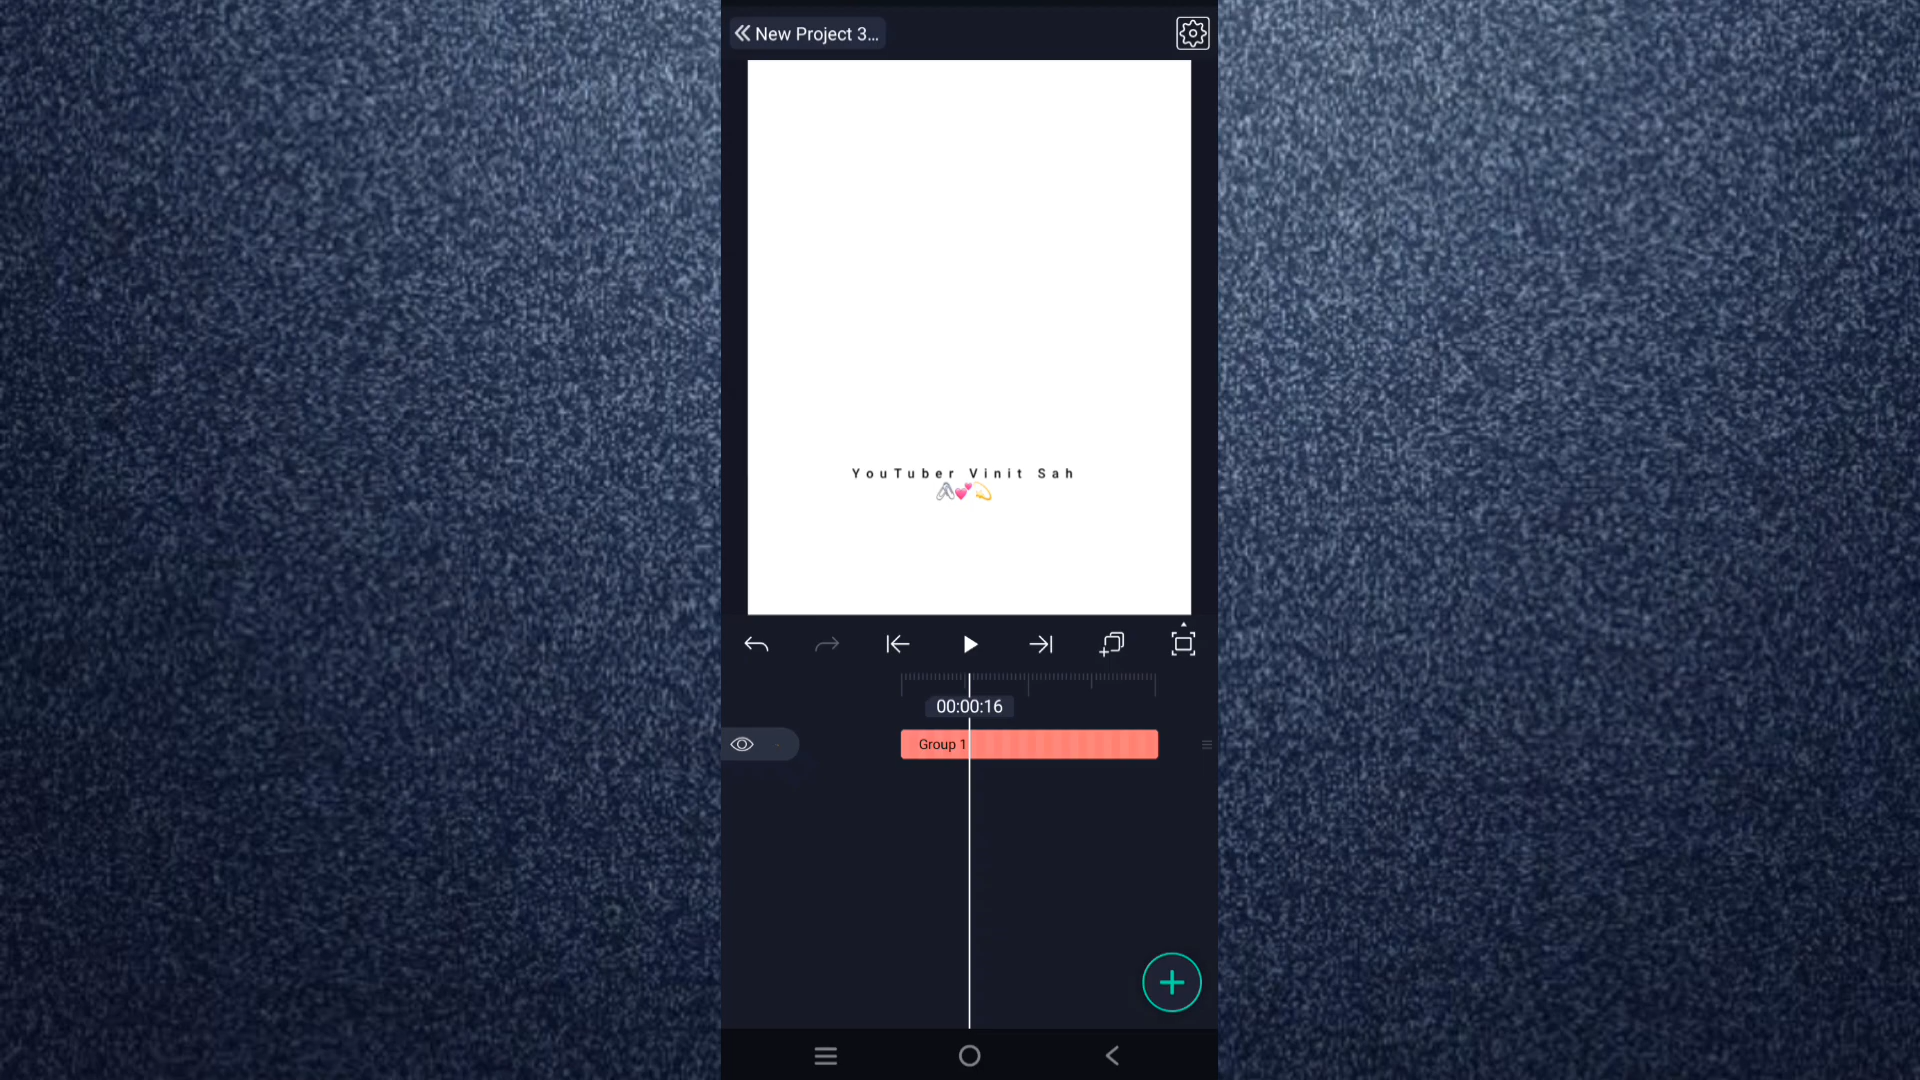 New Project 3...
YouTuber Vinit Sah
🖇️💕💫
00:00:16
Group 1